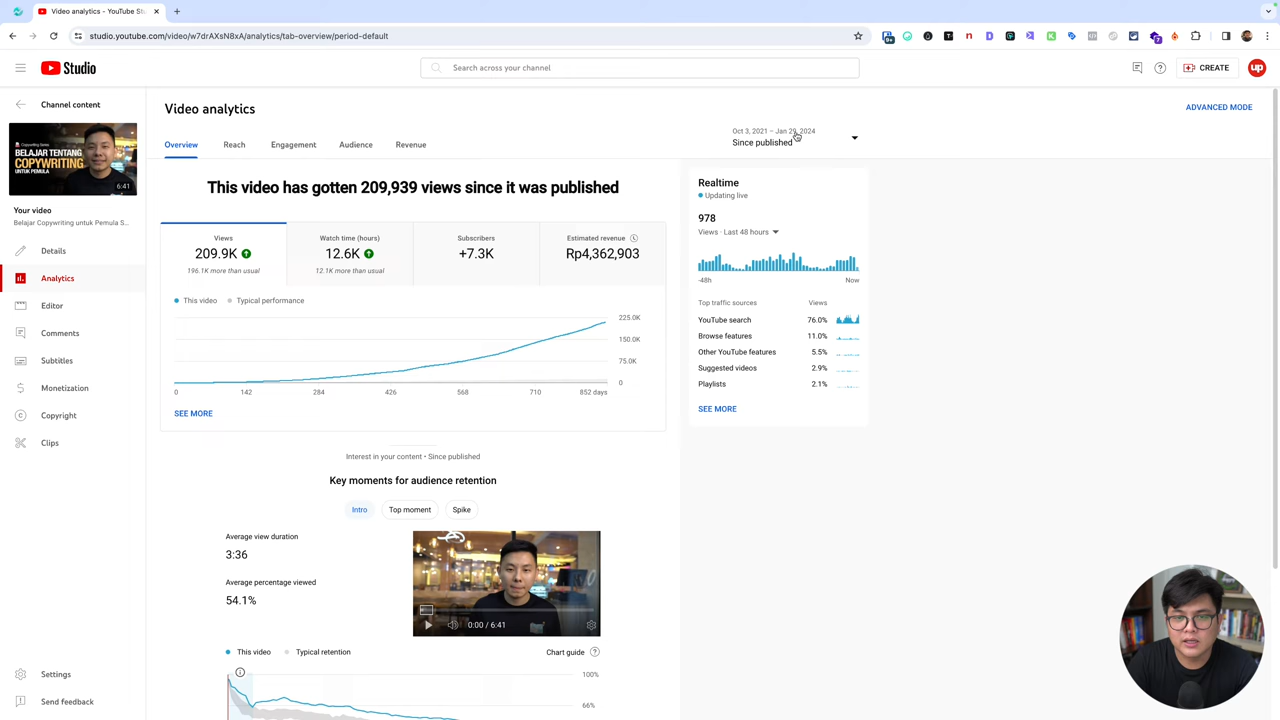 Video analytics - YouTube St
studio.youtube.com/video/w7drAXsN8xA/analytics/tab-overview/period-default
Studio
Search across your channel
CREATE
up
Channel content
Copywriting Series
BELAJAR TENTANG
COPYWRITING
UNTUK PEMULA
6:41
Your video
Belajar Copywriting untuk Pemula S...
Details
Analytics
Editor
Comments
Subtitles
Monetization
Copyright
Clips
Settings
Send feedback
Video analytics
ADVANCED MODE
Overview
Reach
Engagement
Audience
Revenue
Oct 3, 2021 – Jan 29, 2024
Since published
This video has gotten 209,939 views since it was published
Views
209.9K
196.1K more than usual
Watch time (hours)
12.6K
12.1K more than usual
Subscribers
+7.3K
Estimated revenue
Rp4,362,903
This video
Typical performance
225.0K
150.0K
75.0K
0
0
142
284
426
568
710
852 days
SEE MORE
Interest in your content • Since published
Key moments for audience retention
Intro
Top moment
Spike
Average view duration
3:36
Average percentage viewed
54.1%
0:00 / 6:41
This video
Typical retention
Chart guide
100%
66%
Realtime
Updating live
978
Views · Last 48 hours
-48h
Now
Top traffic sources
Views
YouTube search
76.0%
Browse features
11.0%
Other YouTube features
5.5%
Suggested videos
2.9%
Playlists
2.1%
SEE MORE